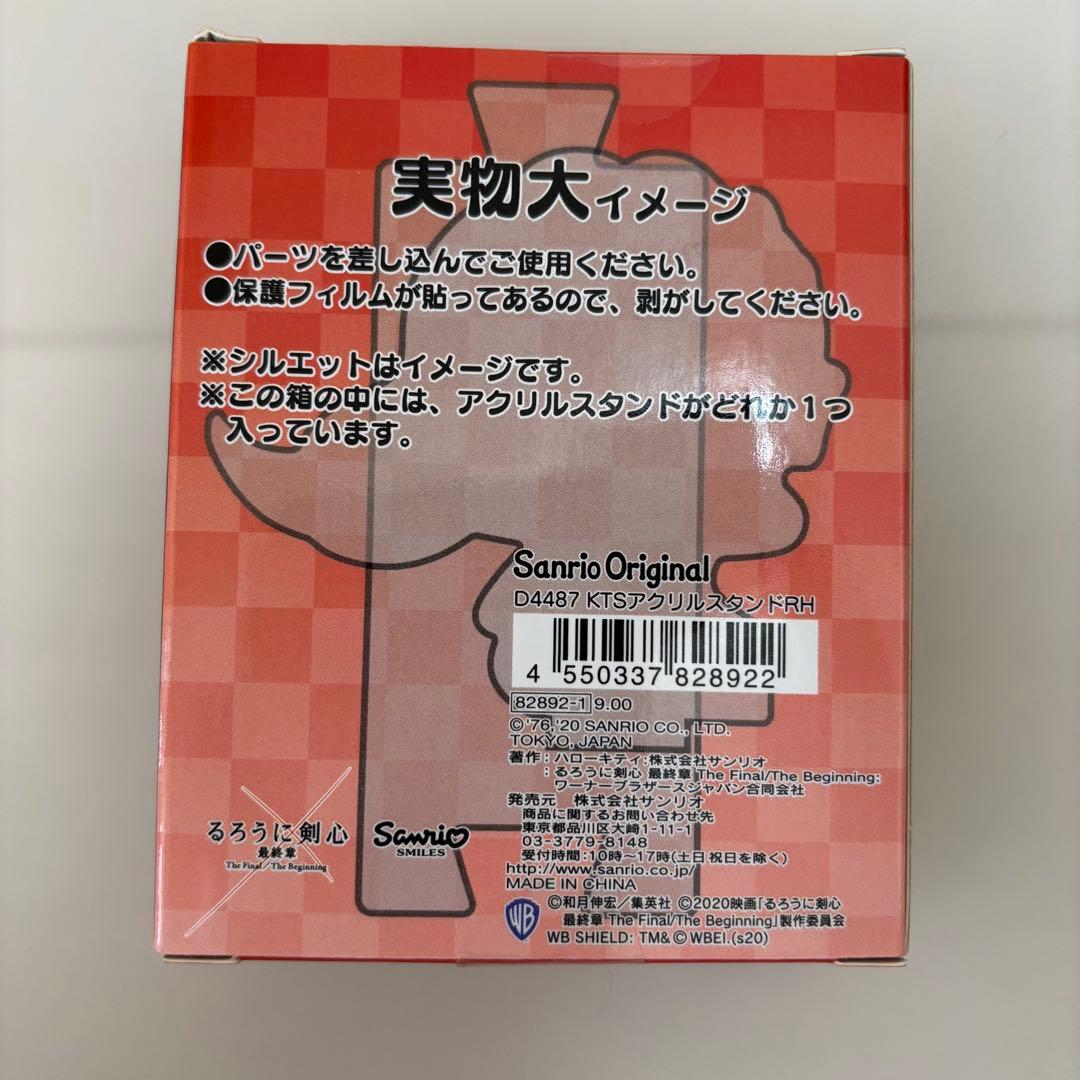 実物大イメージ
●パーツを差し込んでご使用ください。
●保護フィルムが貼ってあるので、剥がしてください。
※シルエットはイメージです。
※この箱の中には、アクリルスタンドがどれか1つ
入っています。
Sanrio Original
D4487 KTSアクリルスタンドRH
4 550337 828922
82892-1 9.00
©'76,'20 SANRIO CO., LTD.
TOKYO, JAPAN
著作:ハローキティ:株式会社サンリオ
:るろうに剣心 最終章 The Final/The Beginning:
ワーナーブラザースジャパン合同会社
発売元 株式会社サンリオ
商品に関するお問い合わせ先
東京都品川区大崎1-11-1
03-3779-8148
受付時間:10時〜17時(土日祝日を除く)
http://www.sanrio.co.jp/
MADE IN CHINA
るろうに剣心
最終章
The Final/The Beginning
Sanrio
SMILES
WB
©和月伸宏/集英社 ©2020映画「るろうに剣心
最終章 The Final/The Beginning」製作委員会
WB SHIELD: TM&©WBEI.(s20)